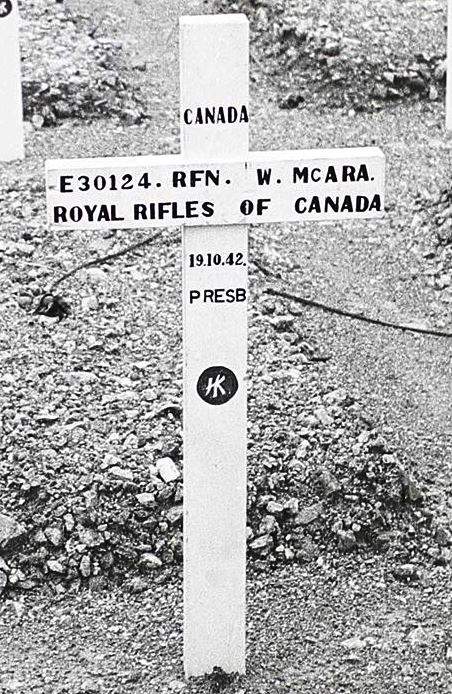 CANADA
E30124. RFN. W. McARA.
ROYAL RIFLES OF CANADA
19.10.42.
PRESB
HK